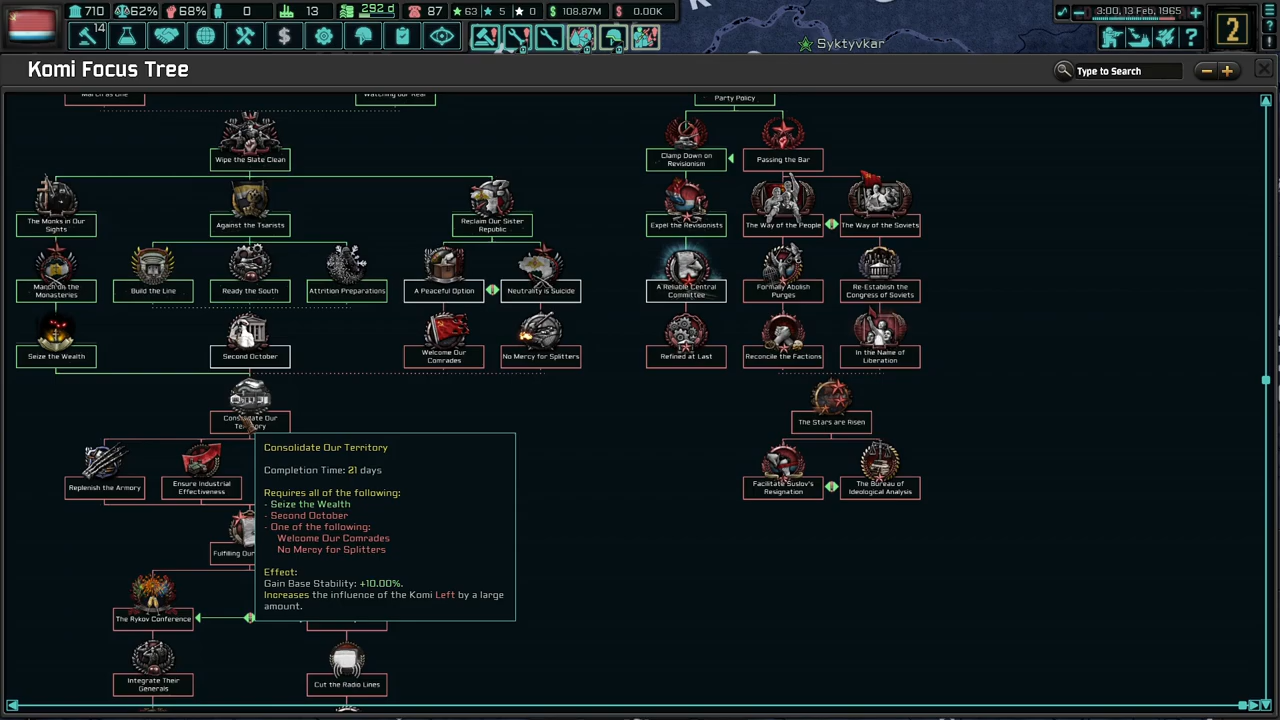 710 62% 68% 0 13 292 d 87 63 5 0 108.87M 0.00K 3:00, 13 Feb, 1965
14
2
Syktyvkar
Komi Focus Tree
Type to Search
March as One
Watching our Rear
Party Policy
Wipe the Slate Clean
Clamp Down on
Revisionism
Passing the Bar
The Monks in Our
Sights
Against the Tsarists
Reclaim Our Sister
Republic
Expel the Revisionists
The Way of the People
The Way of the Soviets
March on the
Monasteries
Build the Line
Ready the South
Attrition Preparations
A Peaceful Option
Neutrality is Suicide
A Reliable Central
Committee
Formally Abolish
Purges
Re-Establish the
Congress of Soviets
Seize the Wealth
Second October
Welcome Our
Comrades
No Mercy for Splitters
Refined at Last
Reconcile the Factions
In the Name of
Liberation
Consolidate Our
Territory
The Stars are Risen
Consolidate Our Territory
Completion Time: 21 days
Requires all of the following:
- Seize the Wealth
- Second October
- One of the following:
Welcome Our Comrades
No Mercy for Splitters
Effect:
Gain Base Stability: +10.00%.
Increases the influence of the Komi Left by a large
amount.
Replenish the Armory
Ensure Industrial
Effectiveness
Facilitate Suslov's
Resignation
The Bureau of
Ideological Analysis
Fulfilling Our
The Rykov Conference
Integrate Their
Generals
Cut the Radio Lines